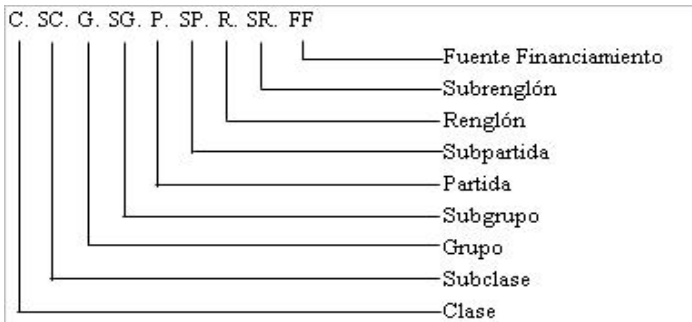 C. SC. G. SG. P. SP. R. SR. FF
Fuente Financiamiento
Subrenglón
Renglón
Subpartida
Partida
Subgrupo
Grupo
Subclase
Clase